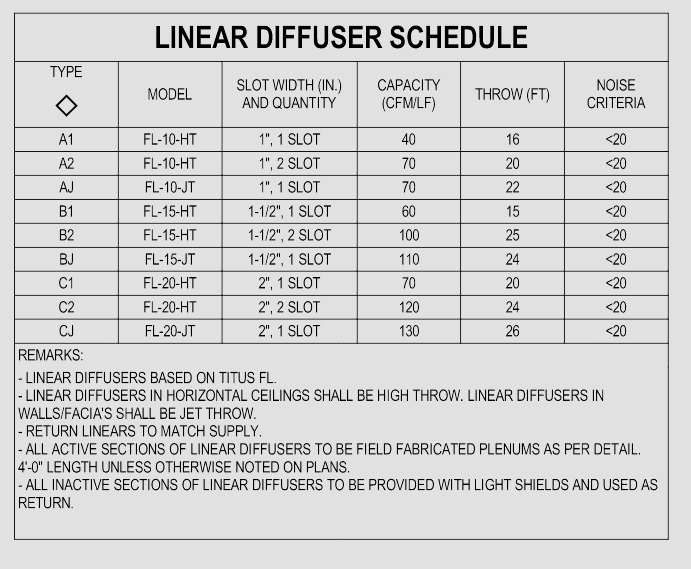 LINEAR DIFFUSER SCHEDULE
TYPE MODEL SLOT WIDTH (IN.) AND QUANTITY CAPACITY (CFM/LF) THROW (FT) NOISE CRITERIA
A1 FL-10-HT 1", 1 SLOT 40 16 <20
A2 FL-10-HT 1", 2 SLOT 70 20 <20
AJ FL-10-JT 1", 1 SLOT 70 22 <20
B1 FL-15-HT 1-1/2", 1 SLOT 60 15 <20
B2 FL-15-HT 1-1/2", 2 SLOT 100 25 <20
BJ FL-15-JT 1-1/2", 1 SLOT 110 24 <20
C1 FL-20-HT 2", 1 SLOT 70 20 <20
C2 FL-20-HT 2", 2 SLOT 120 24 <20
CJ FL-20-JT 2", 1 SLOT 130 26 <20
REMARKS:
- LINEAR DIFFUSERS BASED ON TITUS FL.
- LINEAR DIFFUSERS IN HORIZONTAL CEILINGS SHALL BE HIGH THROW. LINEAR DIFFUSERS IN
WALLS/FACIA'S SHALL BE JET THROW.
- RETURN LINEARS TO MATCH SUPPLY.
- ALL ACTIVE SECTIONS OF LINEAR DIFFUSERS TO BE FIELD FABRICATED PLENUMS AS PER DETAIL.
4'-0" LENGTH UNLESS OTHERWISE NOTED ON PLANS.
- ALL INACTIVE SECTIONS OF LINEAR DIFFUSERS TO BE PROVIDED WITH LIGHT SHIELDS AND USED AS
RETURN.